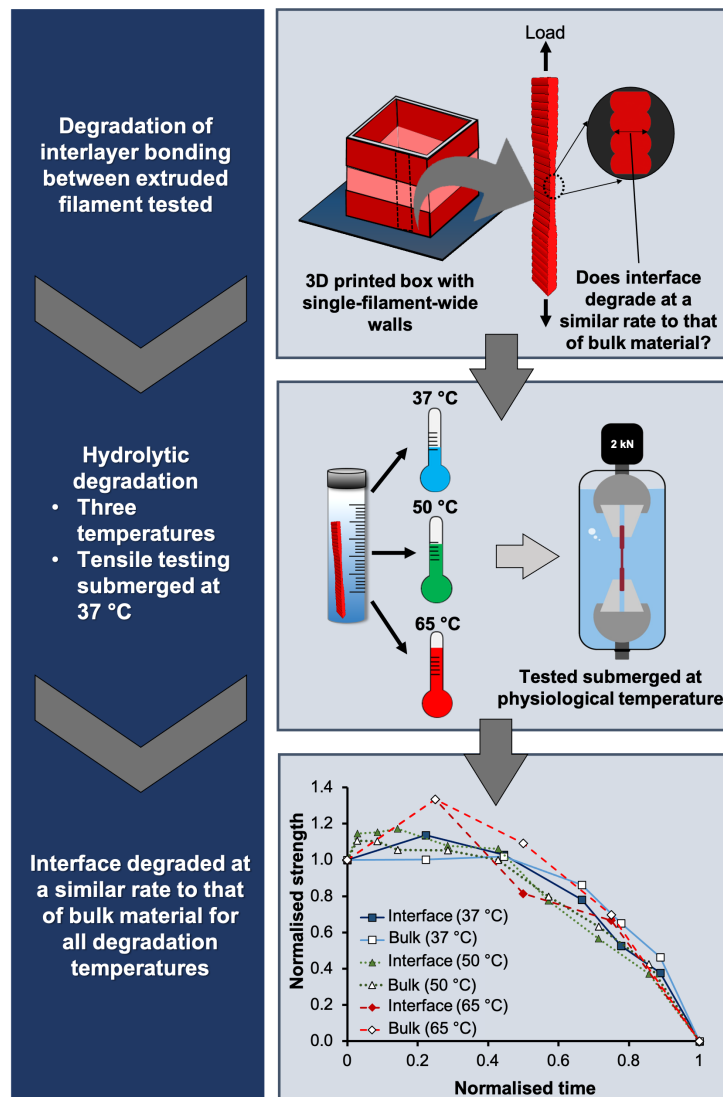 Degradation of
interlayer bonding
between extruded
filament tested
Load
3D printed box with
single-filament-wide
walls
Does interface
degrade at a
similar rate to that
of bulk material?
Hydrolytic
degradation
• Three
temperatures
• Tensile testing
submerged at
37 °C
37 °C
50 °C
65 °C
2 kN
Tested submerged at
physiological temperature
Interface degraded at
a similar rate to that
of bulk material for
all degradation
temperatures
Normalised strength
1.4
1.2
1.0
0.8
0.6
0.4
0.2
0.0
Interface (37 °C)
Bulk (37 °C)
Interface (50 °C)
Bulk (50 °C)
Interface (65 °C)
Bulk (65 °C)
0 0.2 0.4 0.6 0.8 1
Normalised time